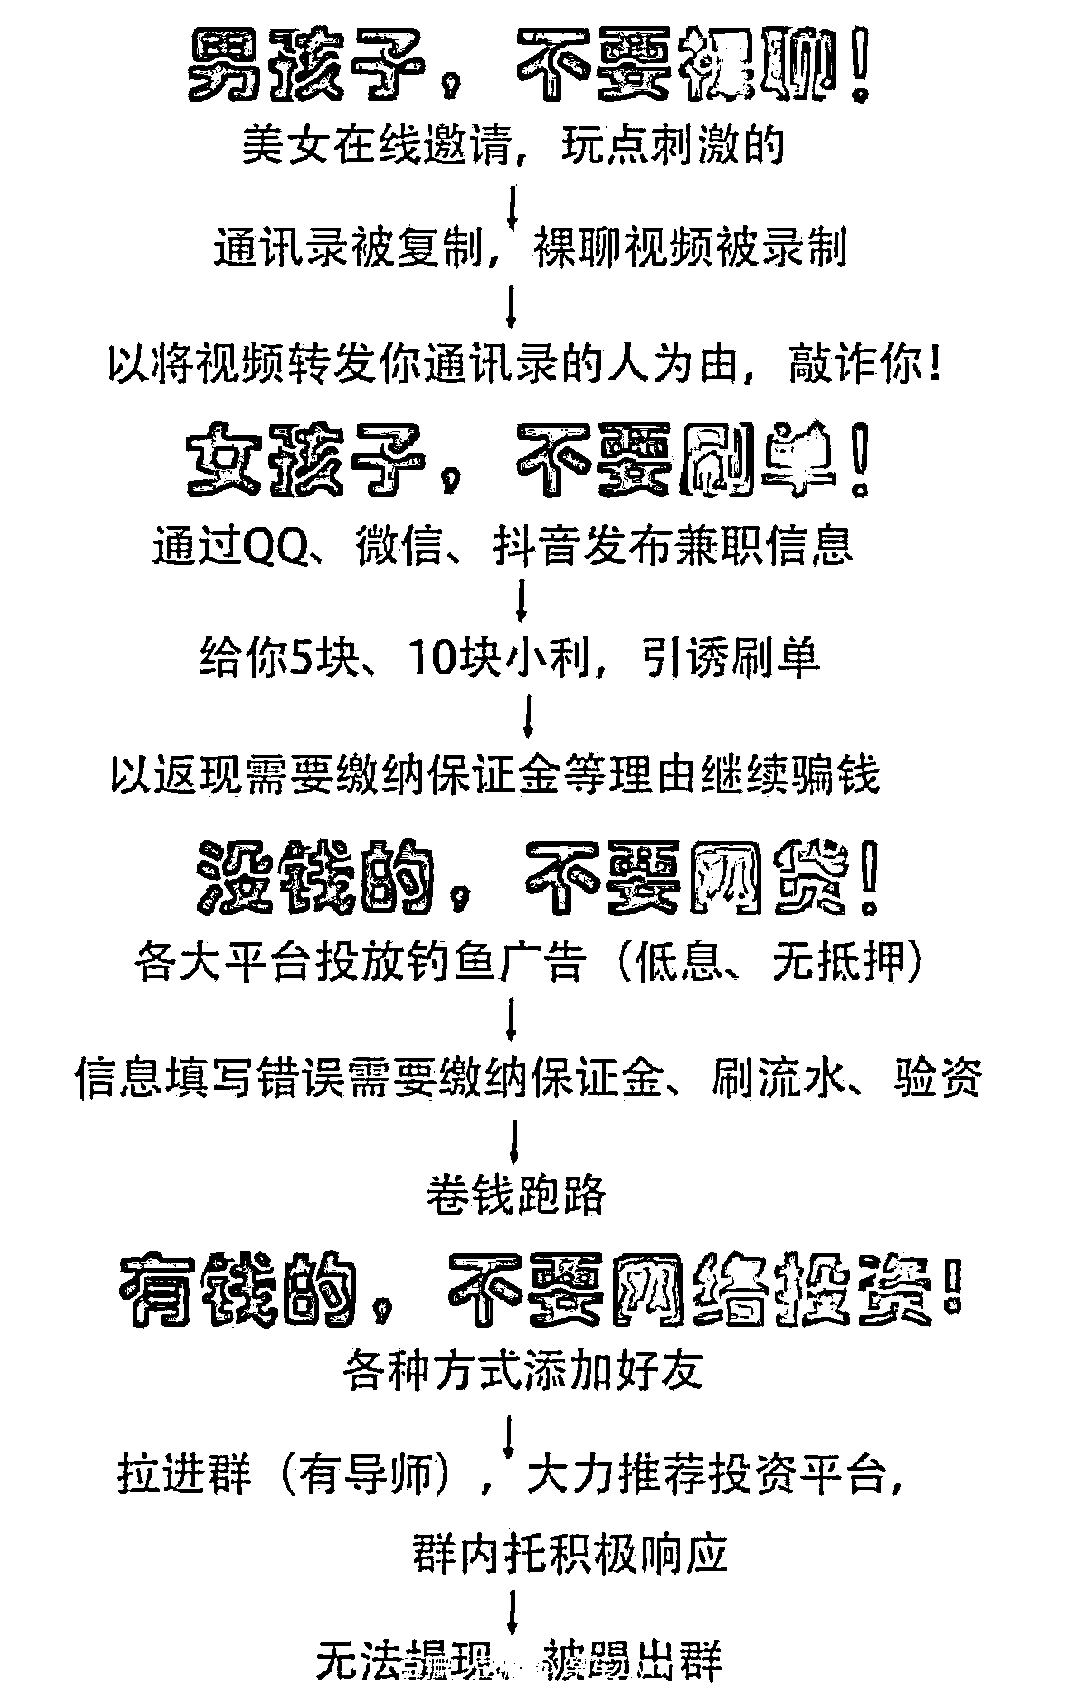 男孩子，不要裸聊！
美女在线邀请，玩点刺激的
↓
通讯录被复制，裸聊视频被录制
↓
以将视频转发你通讯录的人为由，敲诈你！
女孩子，不要刷单！
通过QQ、微信、抖音发布兼职信息
↓
给你5块、10块小利，引诱刷单
↓
以返现需要缴纳保证金等理由继续骗钱
没钱的，不要网贷！
各大平台投放钓鱼广告（低息、无抵押）
↓
信息填写错误需要缴纳保证金、刷流水、验资
↓
卷钱跑路
有钱的，不要网络投资！
各种方式添加好友
↓
拉进群（有导师），大力推荐投资平台，
群内托积极响应
↓
无法提现，被踢出群